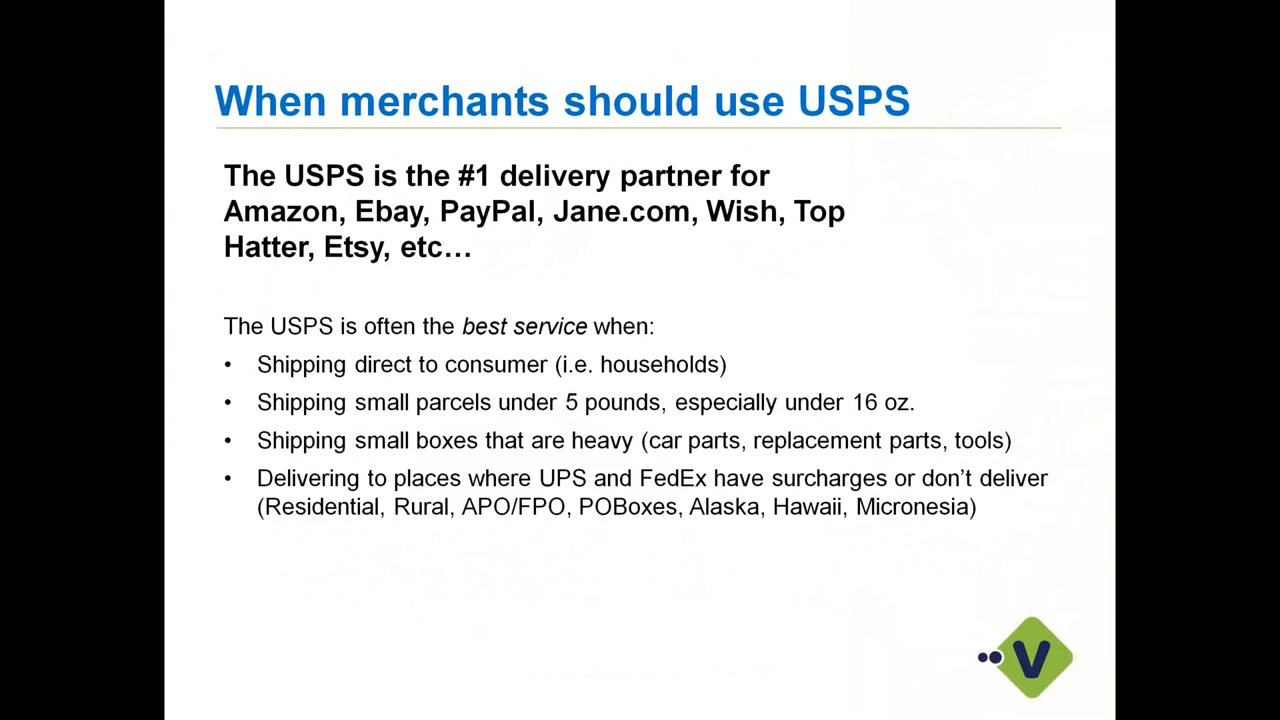 When merchants should use USPS
The USPS is the #1 delivery partner for
Amazon, Ebay, PayPal, Jane.com, Wish, Top
Hatter, Etsy, etc…
The USPS is often the best service when:
• Shipping direct to consumer (i.e. households)
• Shipping small parcels under 5 pounds, especially under 16 oz.
• Shipping small boxes that are heavy (car parts, replacement parts, tools)
• Delivering to places where UPS and FedEx have surcharges or don’t deliver
(Residential, Rural, APO/FPO, POBoxes, Alaska, Hawaii, Micronesia)
V